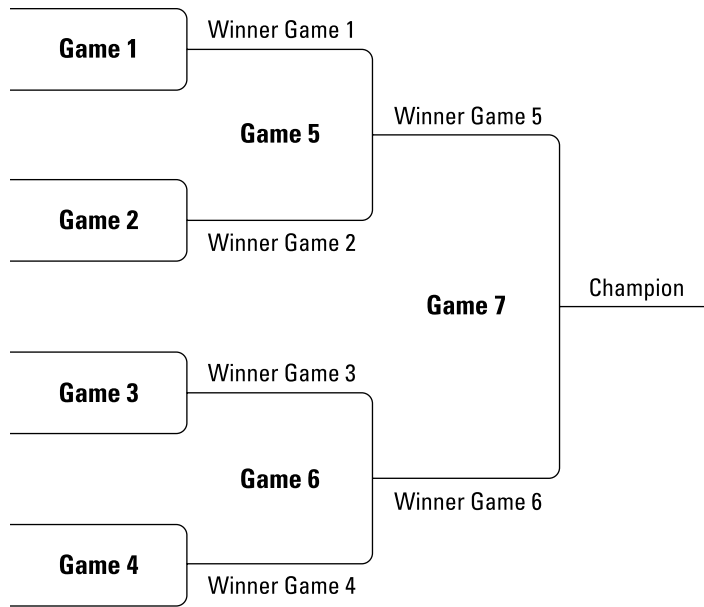 Winner Game 1
Game 1
Winner Game 5
Game 5
Game 2
Winner Game 2
Champion
Game 7
Winner Game 3
Game 3
Game 6
Winner Game 6
Game 4
Winner Game 4